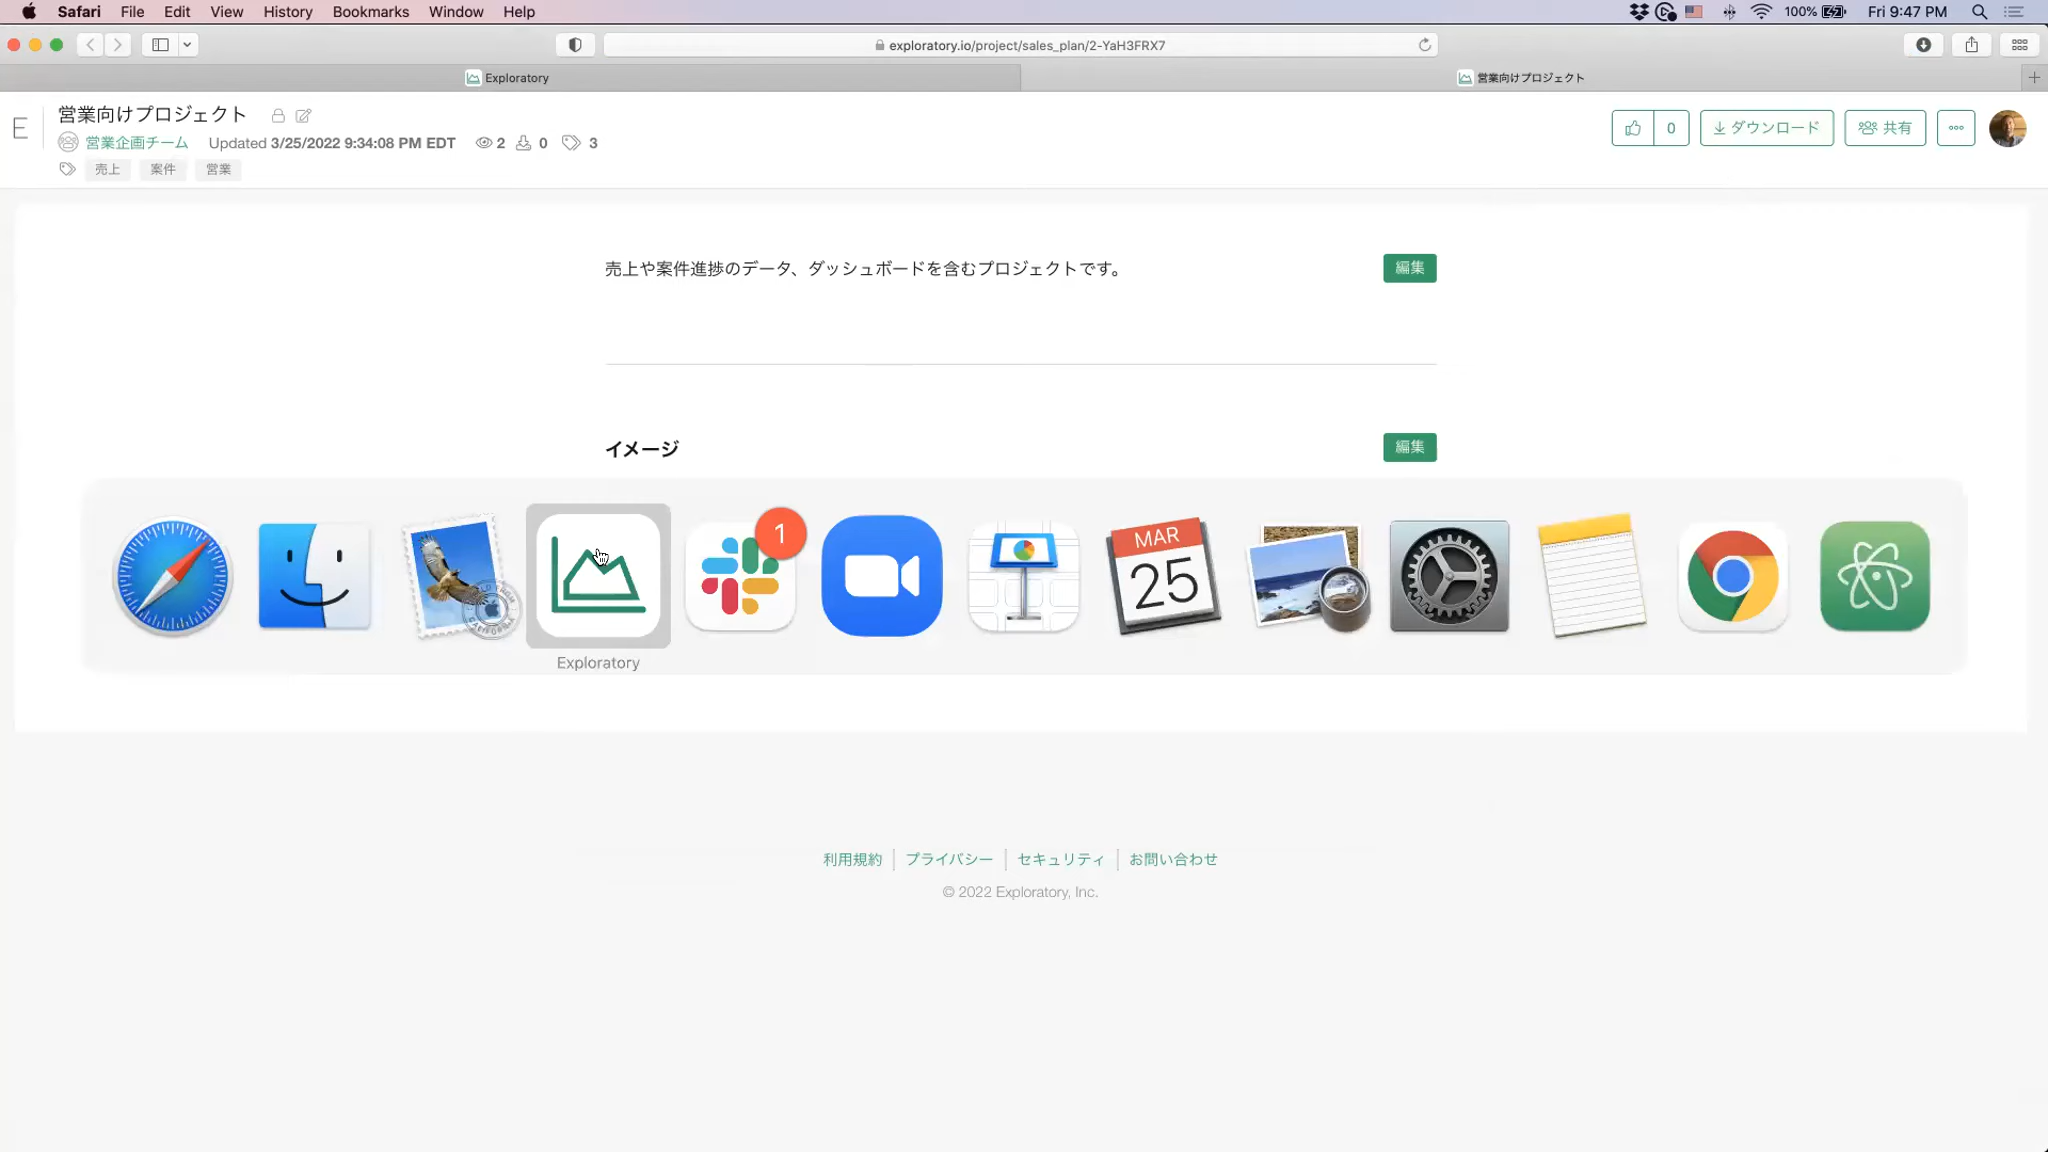 Safari File Edit View History Bookmarks Window Help
100% Fri 9:47 PM
exploratory.io/project/sales_plan/2-YaH3FRX7
Exploratory
営業向けプロジェクト
E
営業向けプロジェクト
営業企画チーム Updated 3/25/2022 9:34:08 PM EDT 2 0 3
売上 案件 営業
0 ダウンロード 共有
売上や案件進捗のデータ、ダッシュボードを含むプロジェクトです。
編集
イメージ
編集
1
MAR
25
Exploratory
利用規約 プライバシー セキュリティ お問い合わせ
© 2022 Exploratory, Inc.